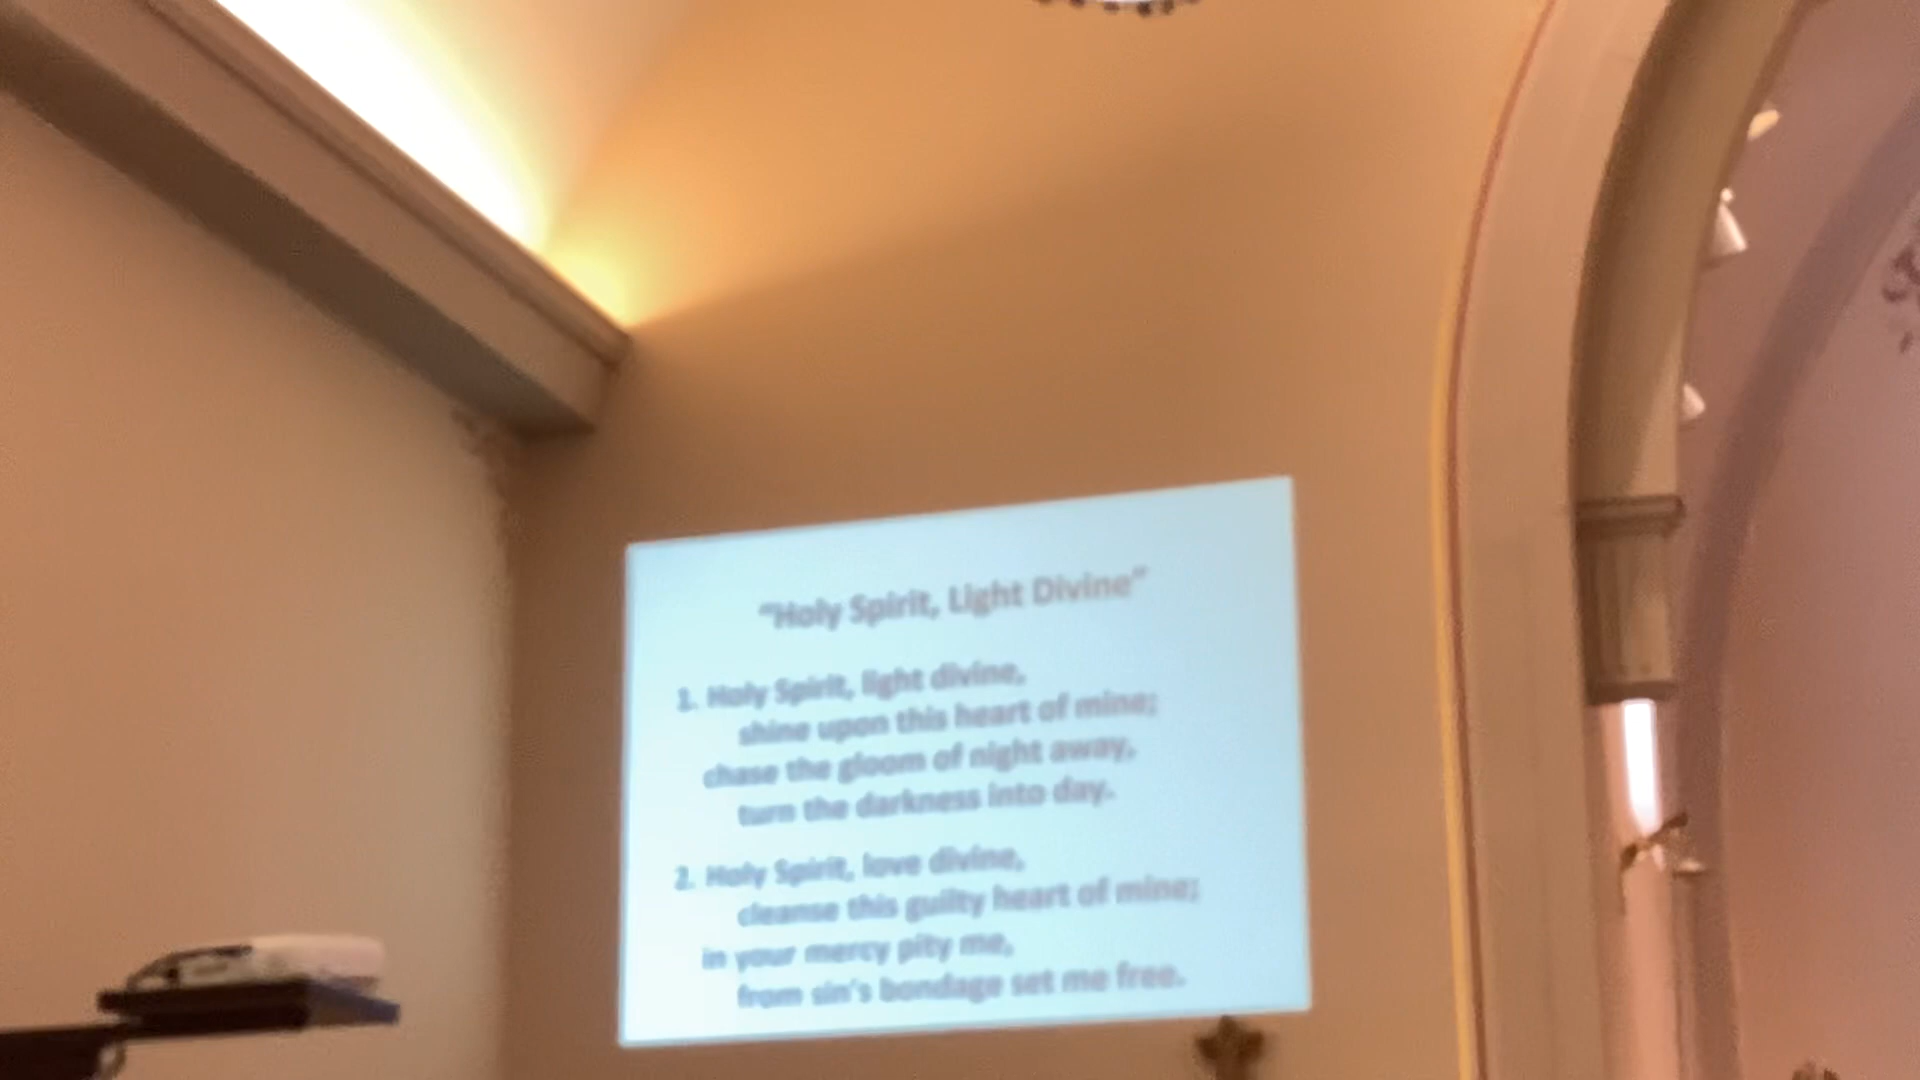 “Holy Spirit, Light Divine”
1. Holy Spirit, light divine,
shine upon this heart of mine;
chase the gloom of night away,
turn the darkness into day.
2. Holy Spirit, love divine,
cleanse this guilty heart of mine;
in your mercy pity me,
from sin's bondage set me free.